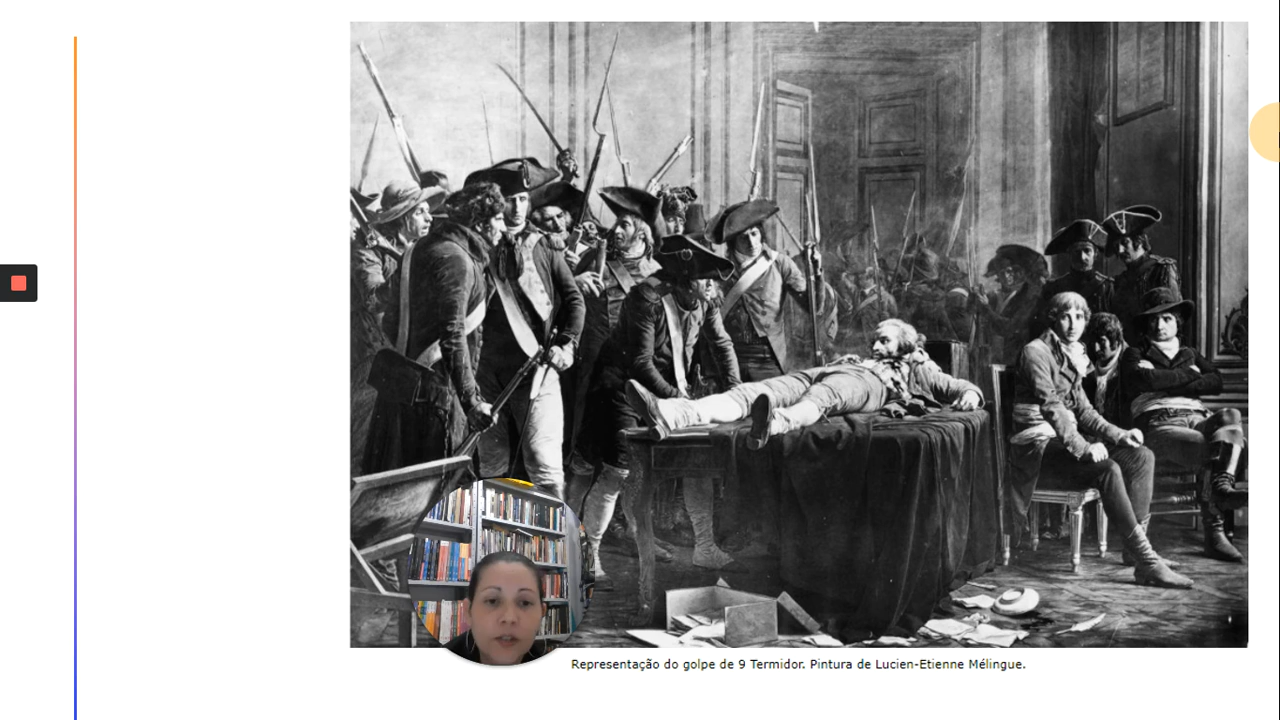 Representação do golpe de 9 Termidor. Pintura de Lucien-Etienne Mélingue.